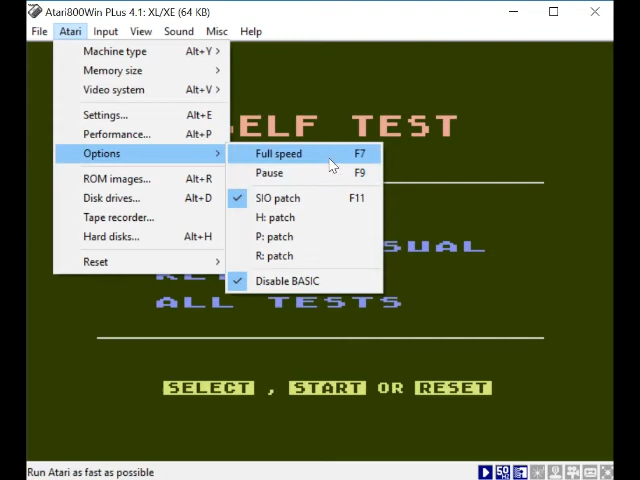 Atari800Win PLus 4.1: XL/XE (64 KB)
File Atari Input View Sound Misc Help
Machine type Alt+Y
Memory size
Video system Alt+V
Settings... Alt+E
Performance... Alt+P
Options
ROM images... Alt+R
Disk drives... Alt+D
Tape recorder...
Hard disks... Alt+H
Reset
Full speed F7
Pause F9
SIO patch F11
H: patch
P: patch
R: patch
Disable BASIC
ELF TEST
SUAL
ALL TESTS
SELECT , START OR RESET
Run Atari as fast as possible
50